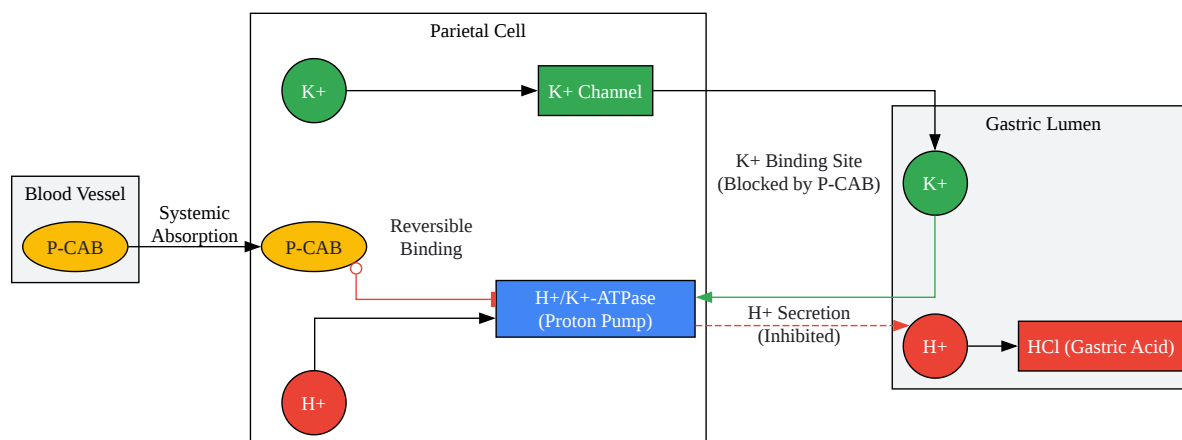 Parietal Cell
K+
K+ Channel
Gastric Lumen
K+ Binding Site
(Blocked by P-CAB)
K+
Blood Vessel
P-CAB
Systemic
Absorption
P-CAB
Reversible
Binding
H+/K+-ATPase
(Proton Pump)
H+ Secretion
(Inhibited)
H+
HCl (Gastric Acid)
H+